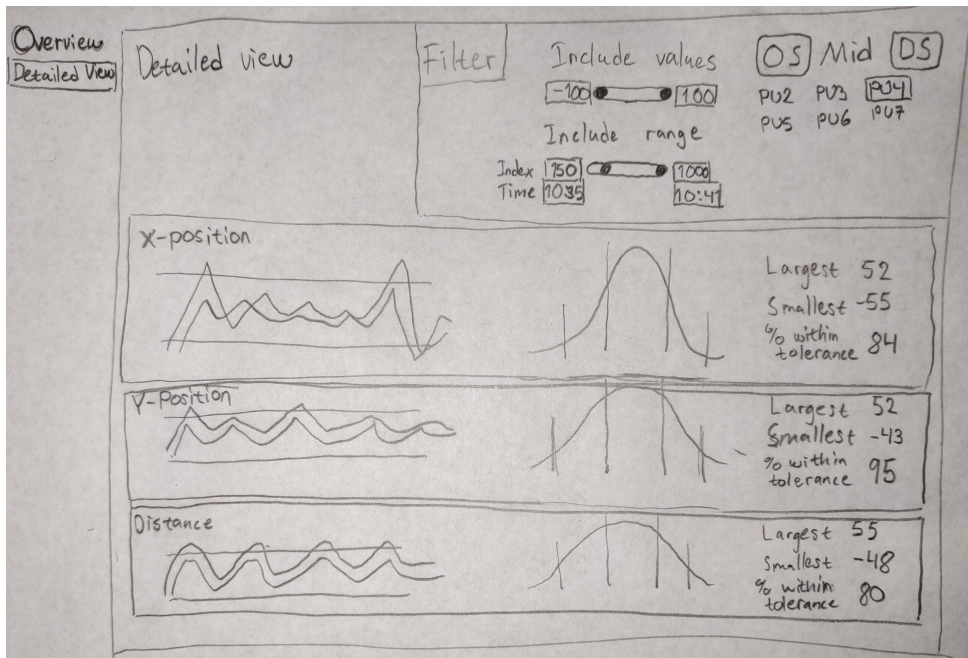 Overview
Detailed View
Detailed view
Filter
Include values
-100 100
Include range
Index 150 1000
Time 10:35 10:41
OS Mid DS
PU2 PU3 PU4
PU5 PU6 PU7
X-position
Largest 52
Smallest -55
% within
tolerance 84
Y-Position
Largest 52
Smallest -43
% within
tolerance 95
Distance
Largest 55
Smallest -48
% within
tolerance 80